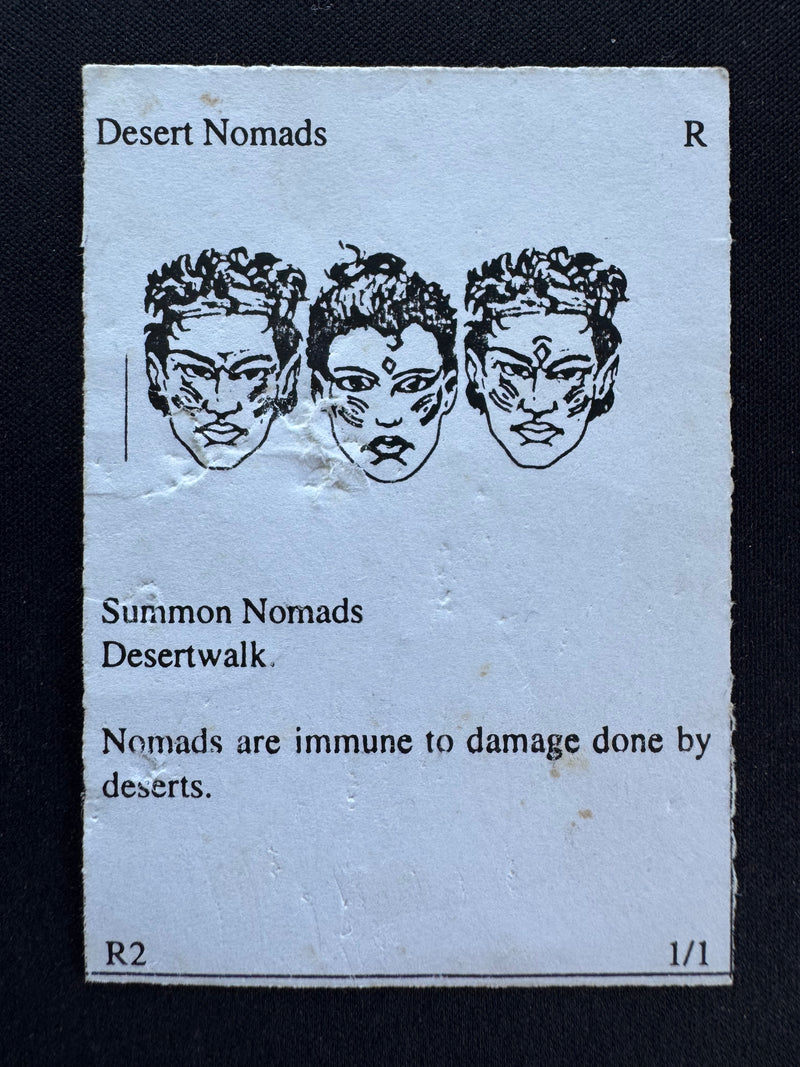 Desert Nomads R
Summon Nomads
Desertwalk.
Nomads are immune to damage done by
deserts.
R2 1/1